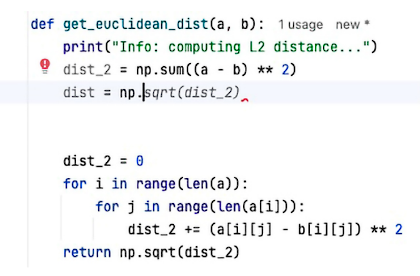 def get_euclidean_dist(a, b):  1 usage  new *
    print("Info: computing L2 distance...")
    dist_2 = np.sum((a - b) ** 2)
    dist = np.sqrt(dist_2)
    dist_2 = 0
    for i in range(len(a)):
        for j in range(len(a[i])):
            dist_2 += (a[i][j] - b[i][j]) ** 2
    return np.sqrt(dist_2)